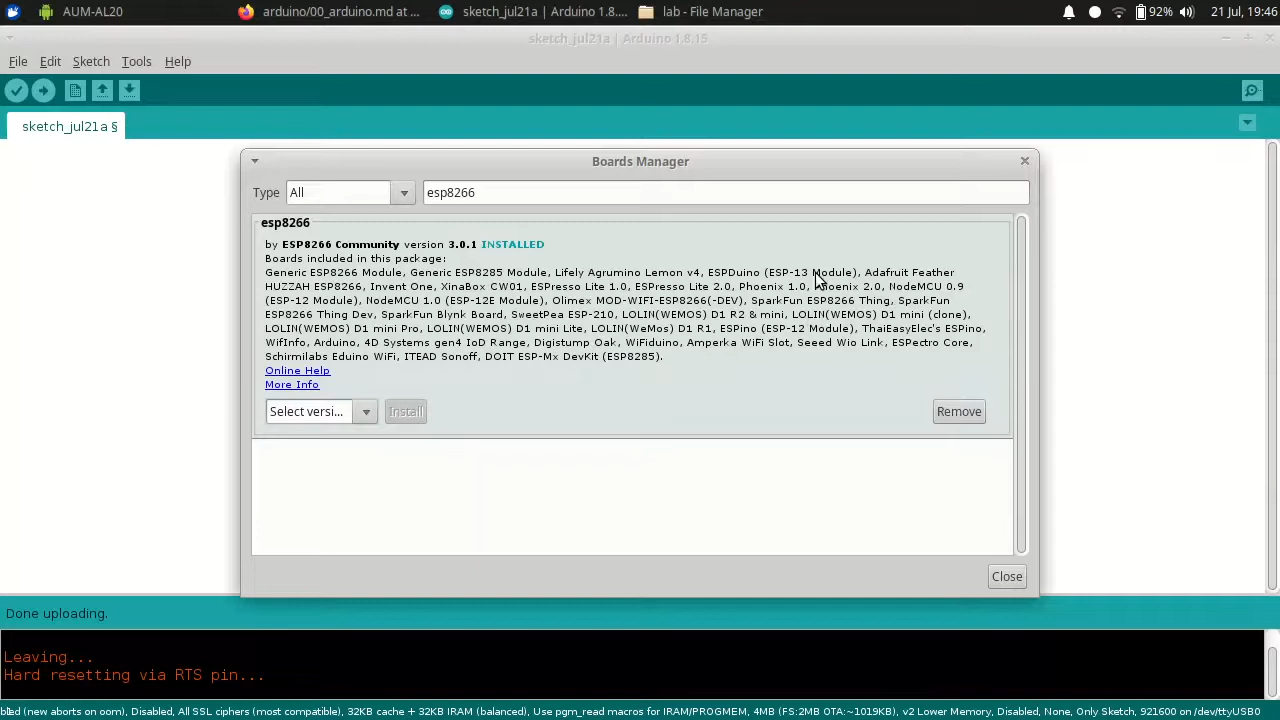 AUM-AL20 arduino/00_arduino.md at ... sketch_jul21a | Arduino 1.8.... lab - File Manager 92% 21 Jul, 19:46
sketch_jul21a | Arduino 1.8.15
File Edit Sketch Tools Help
sketch_jul21a §
Boards Manager
Type All esp8266
esp8266
by ESP8266 Community version 3.0.1 INSTALLED
Boards included in this package:
Generic ESP8266 Module, Generic ESP8285 Module, Lifely Agrumino Lemon v4, ESPDuino (ESP-13 Module), Adafruit Feather
HUZZAH ESP8266, Invent One, XinaBox CW01, ESPresso Lite 1.0, ESPresso Lite 2.0, Phoenix 1.0, Phoenix 2.0, NodeMCU 0.9
(ESP-12 Module), NodeMCU 1.0 (ESP-12E Module), Olimex MOD-WIFI-ESP8266(-DEV), SparkFun ESP8266 Thing, SparkFun
ESP8266 Thing Dev, SparkFun Blynk Board, SweetPea ESP-210, LOLIN(WEMOS) D1 R2 & mini, LOLIN(WEMOS) D1 mini (clone),
LOLIN(WEMOS) D1 mini Pro, LOLIN(WEMOS) D1 mini Lite, LOLIN(WeMos) D1 R1, ESPino (ESP-12 Module), ThaiEasyElec's ESPino,
WifInfo, Arduino, 4D Systems gen4 IoD Range, Digistump Oak, WiFiduino, Amperka WiFi Slot, Seeed Wio Link, ESPectro Core,
Schirmilabs Eduino WiFi, ITEAD Sonoff, DOIT ESP-Mx DevKit (ESP8285).
Online Help
More Info
Select versi... Install Remove
Close
Done uploading.
Leaving...
Hard resetting via RTS pin...
(new aborts on oom), Disabled, All SSL ciphers (most compatible), 32KB cache + 32KB IRAM (balanced), Use pgm_read macros for IRAM/PROGMEM, 4MB (FS:2MB OTA:~1019KB), v2 Lower Memory, Disabled, None, Only Sketch, 921600 on /dev/ttyUSB0